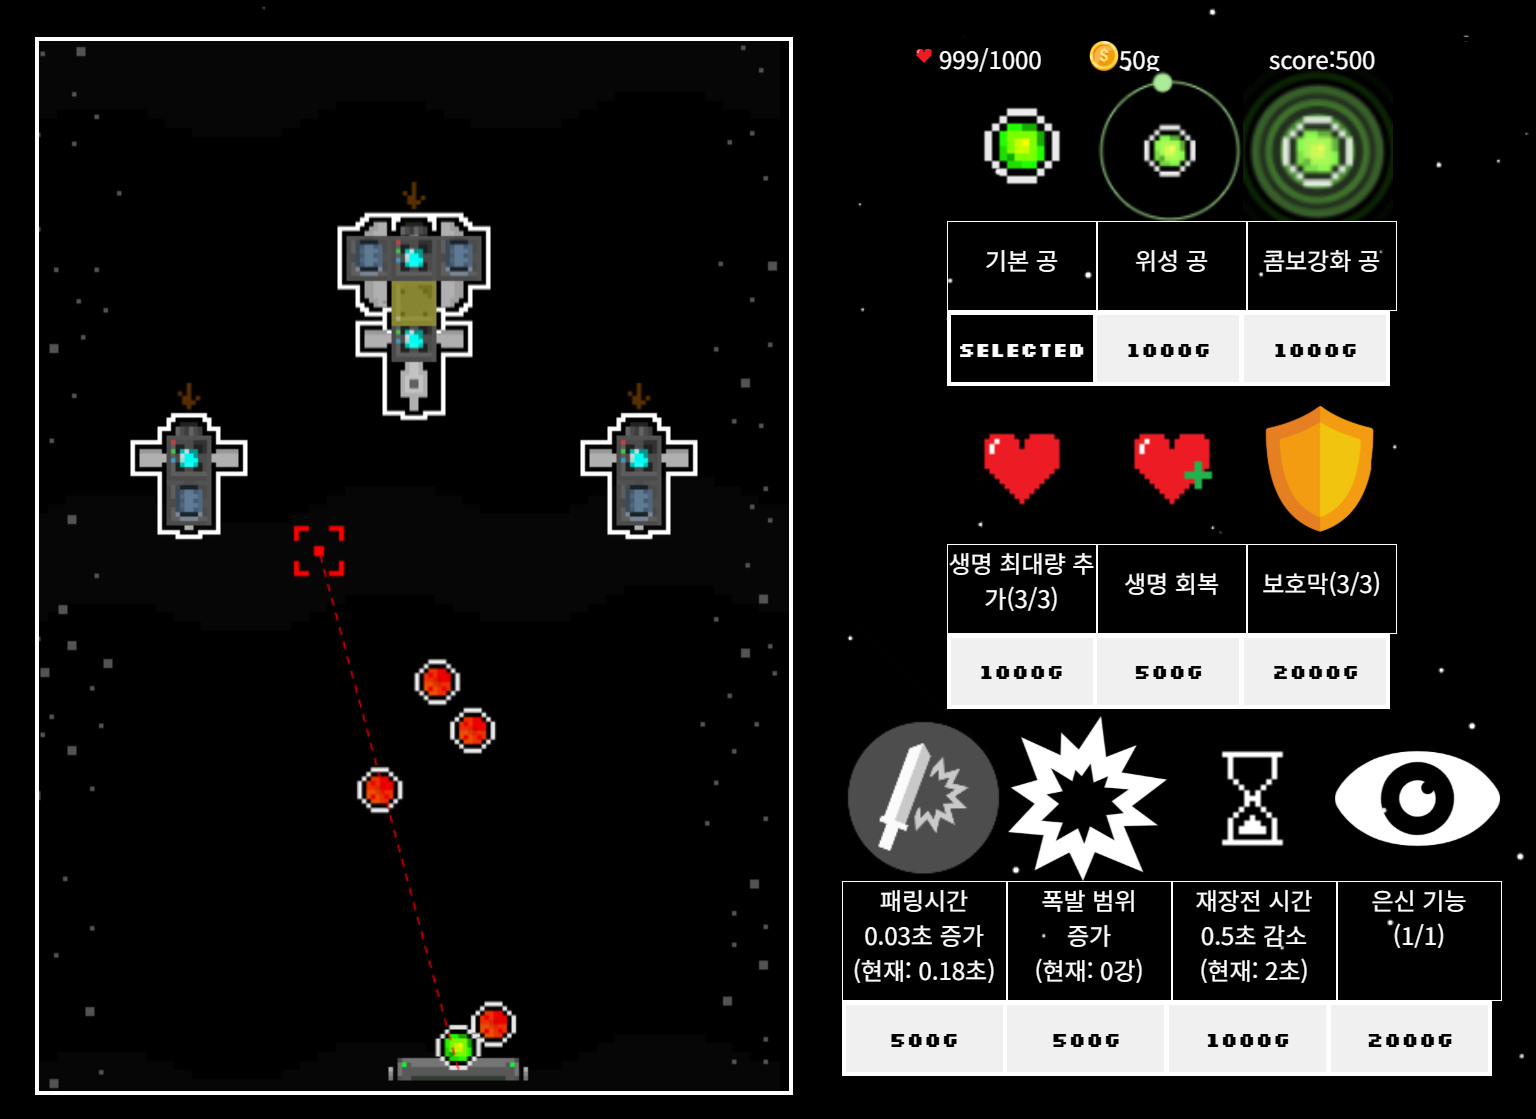 999/1000 50g score:500
기본 공 위성 공 콤보강화 공
SELECTED 1000G 1000G
생명 최대량 추
가(3/3) 생명 회복 보호막(3/3)
1000G 500G 2000G
패링시간 폭발 범위 재장전 시간 은신 기능
0.03초 증가 증가 0.5초 감소 (1/1)
(현재: 0.18초) (현재: 0강) (현재: 2초)
500G 500G 1000G 2000G